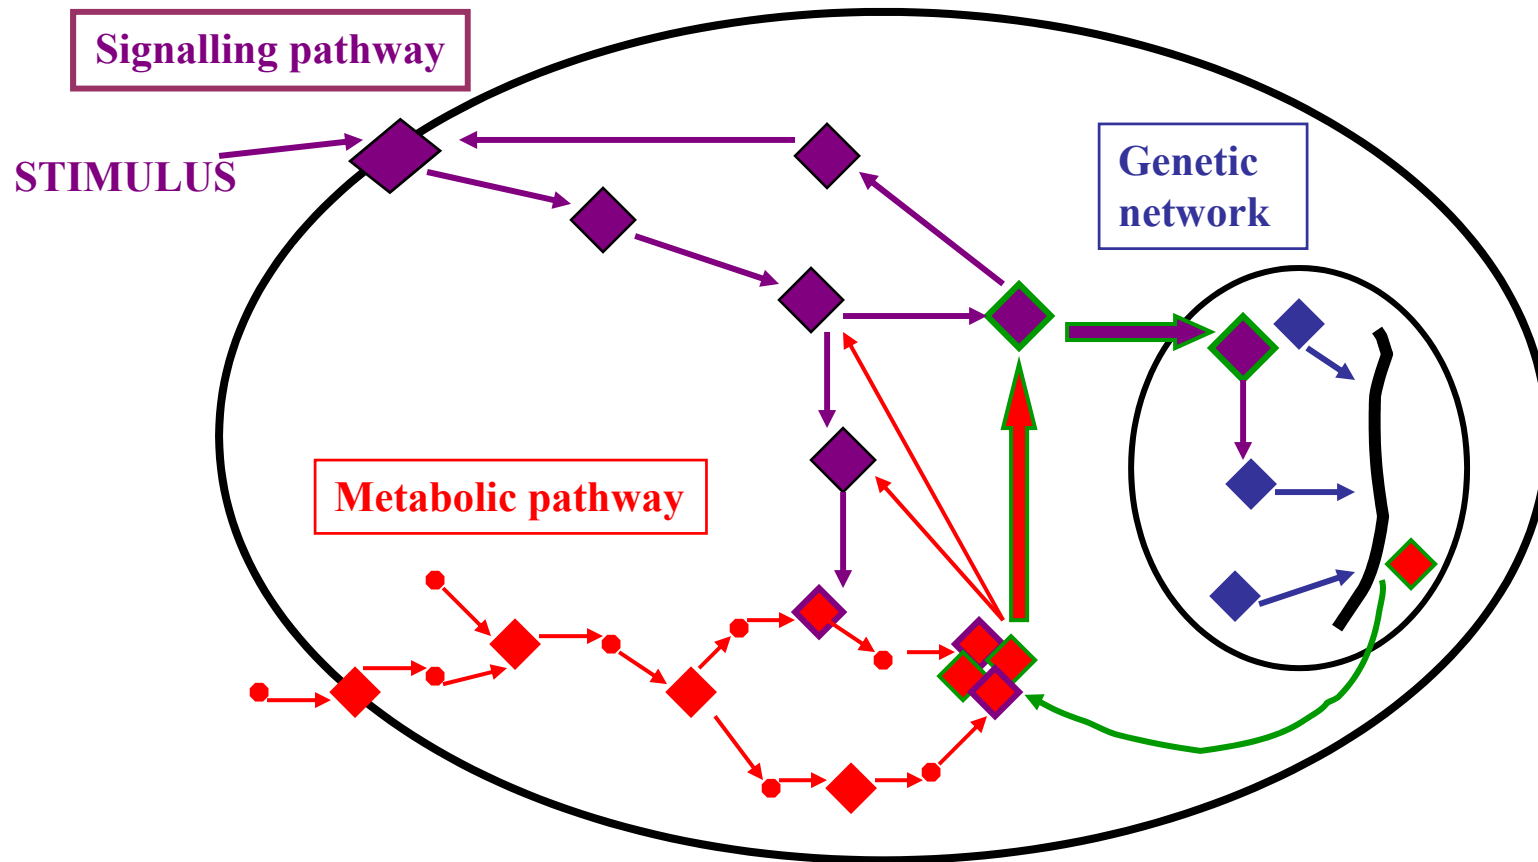 Signalling pathway
STIMULUS
Genetic
network
Metabolic pathway